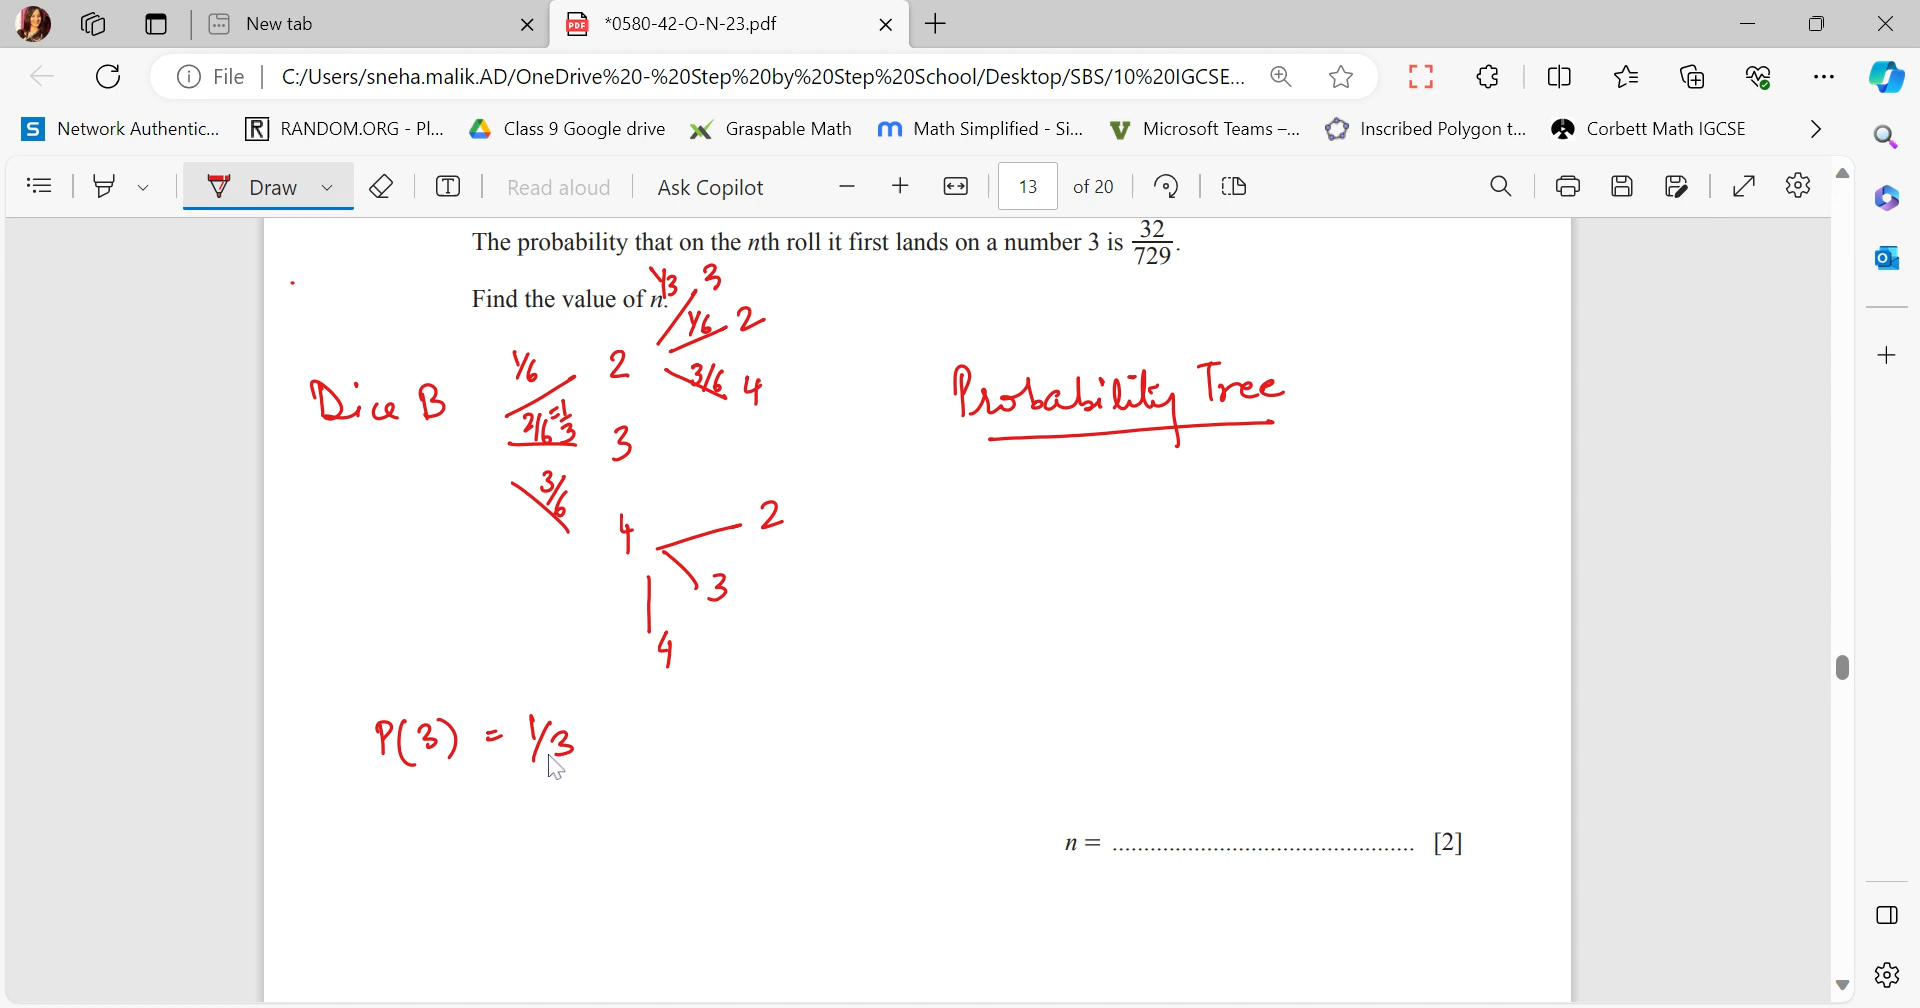 New tab
*0580-42-O-N-23.pdf
File C:/Users/sneha.malik.AD/OneDrive%20-%20Step%20by%20Step%20School/Desktop/SBS/10%20IGCSE...
Network Authentic... RANDOM.ORG - Pl... Class 9 Google drive Graspable Math Math Simplified - Si... Microsoft Teams –... Inscribed Polygon t... Corbett Math IGCSE
Draw Read aloud Ask Copilot 13 of 20
The probability that on the nth roll it first lands on a number 3 is 32/729.
Find the value of n.
1/3 3
1/6 2
3/6 4
Dice B
1/6 2
2/6 = 1/3 3
3/6 4
2
3
4
Probability Tree
P(3) = 1/3
n = ................................................ [2]